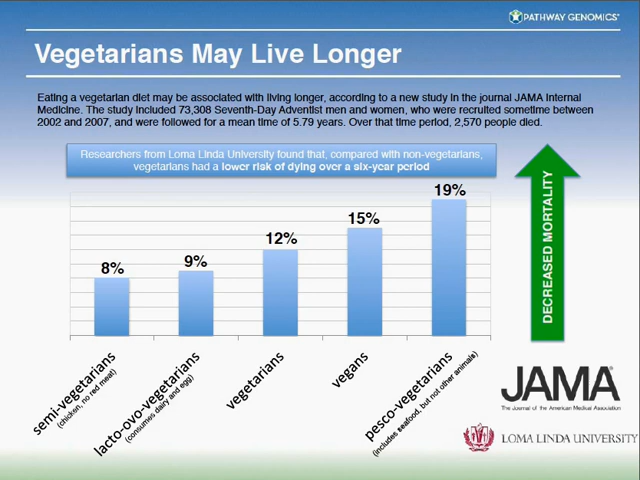 PATHWAY GENOMICS
Vegetarians May Live Longer
Eating a vegetarian diet may be associated with living longer, according to a new study in the journal JAMA Internal
Medicine. The study included 73,308 Seventh-Day Adventist men and women, who were recruited sometime between
2002 and 2007, and were followed for a mean time of 5.79 years. Over that time period, 2,570 people died.
Researchers from Loma Linda University found that, compared with non-vegetarians,
vegetarians had a lower risk of dying over a six-year period
8%
9%
12%
15%
19%
DECREASED MORTALITY
semi-vegetarians
(chicken, no red meat)
lacto-ovo-vegetarians
(consumes dairy and egg)
vegetarians
vegans
pesco-vegetarians
(includes seafood, but not other animals)
JAMA®
The Journal of the American Medical Association
LOMA LINDA UNIVERSITY